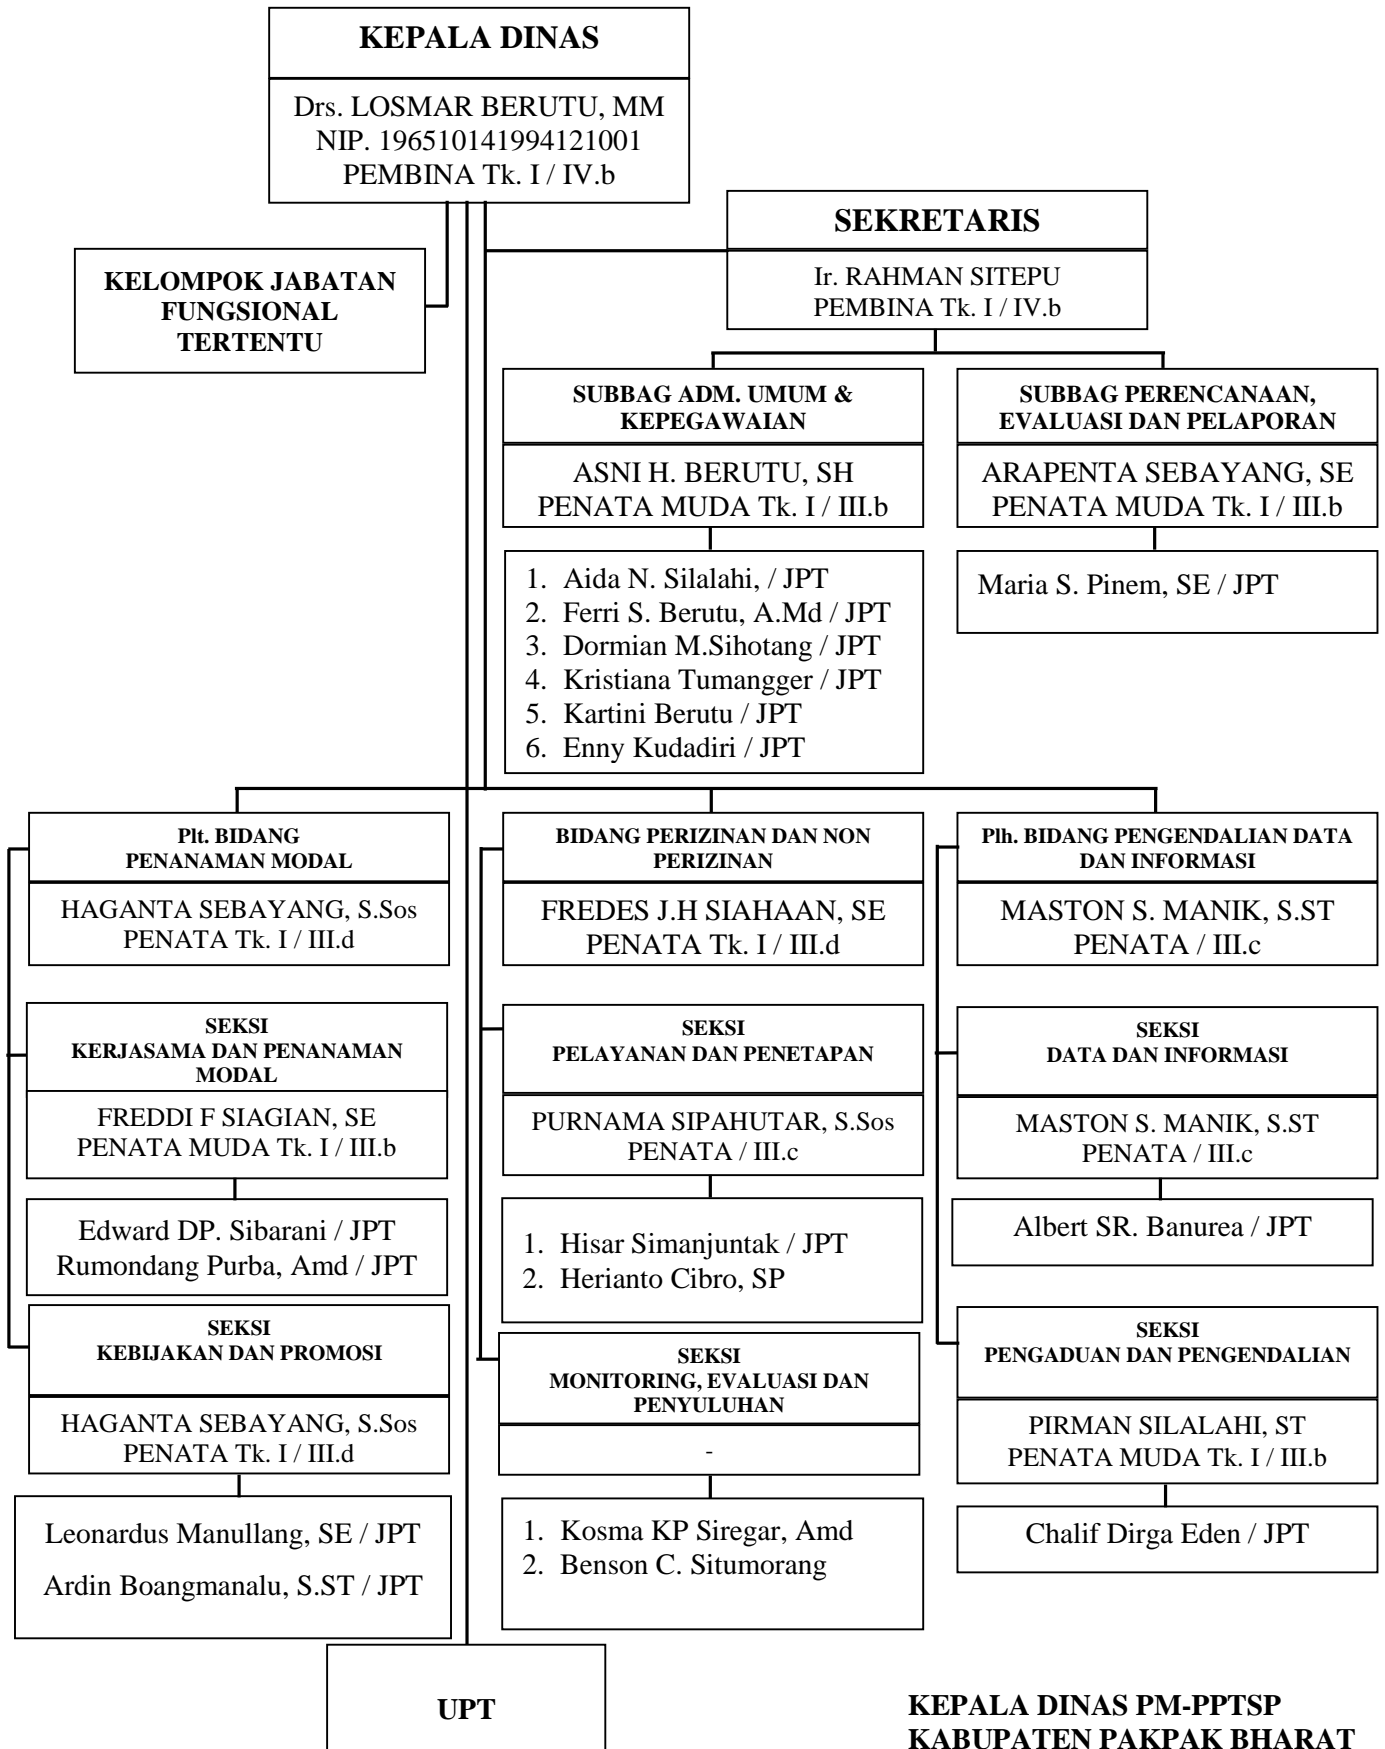 KEPALA DINAS
Drs. LOSMAR BERUTU, MM
NIP. 196510141994121001
PEMBINA Tk. I / IV.b
SEKRETARIS
Ir. RAHMAN SITEPU
PEMBINA Tk. I / IV.b
KELOMPOK JABATAN
FUNGSIONAL
TERTENTU
SUBBAG ADM. UMUM &
KEPEGAWAIAN
ASNI H. BERUTU, SH
PENATA MUDA Tk. I / III.b
1. Aida N. Silalahi, / JPT
2. Ferri S. Berutu, A.Md / JPT
3. Dormian M.Sihotang / JPT
4. Kristiana Tumangger / JPT
5. Kartini Berutu / JPT
6. Enny Kudadiri / JPT
SUBBAG PERENCANAAN,
EVALUASI DAN PELAPORAN
ARAPENTA SEBAYANG, SE
PENATA MUDA Tk. I / III.b
Maria S. Pinem, SE / JPT
Plt. BIDANG
PENANAMAN MODAL
HAGANTA SEBAYANG, S.Sos
PENATA Tk. I / III.d
SEKSI
KERJASAMA DAN PENANAMAN
MODAL
FREDDI F SIAGIAN, SE
PENATA MUDA Tk. I / III.b
Edward DP. Sibarani / JPT
Rumondang Purba, Amd / JPT
SEKSI
KEBIJAKAN DAN PROMOSI
HAGANTA SEBAYANG, S.Sos
PENATA Tk. I / III.d
Leonardus Manullang, SE / JPT
Ardin Boangmanalu, S.ST / JPT
BIDANG PERIZINAN DAN NON
PERIZINAN
FREDES J.H SIAHAAN, SE
PENATA Tk. I / III.d
SEKSI
PELAYANAN DAN PENETAPAN
PURNAMA SIPAHUTAR, S.Sos
PENATA / III.c
1. Hisar Simanjuntak / JPT
2. Herianto Cibro, SP
SEKSI
MONITORING, EVALUASI DAN
PENYULUHAN
-
1. Kosma KP Siregar, Amd
2. Benson C. Situmorang
Plh. BIDANG PENGENDALIAN DATA
DAN INFORMASI
MASTON S. MANIK, S.ST
PENATA / III.c
SEKSI
DATA DAN INFORMASI
MASTON S. MANIK, S.ST
PENATA / III.c
Albert SR. Banurea / JPT
SEKSI
PENGADUAN DAN PENGENDALIAN
PIRMAN SILALAHI, ST
PENATA MUDA Tk. I / III.b
Chalif Dirga Eden / JPT
UPT
KEPALA DINAS PM-PPTSP
KABUPATEN PAKPAK BHARAT